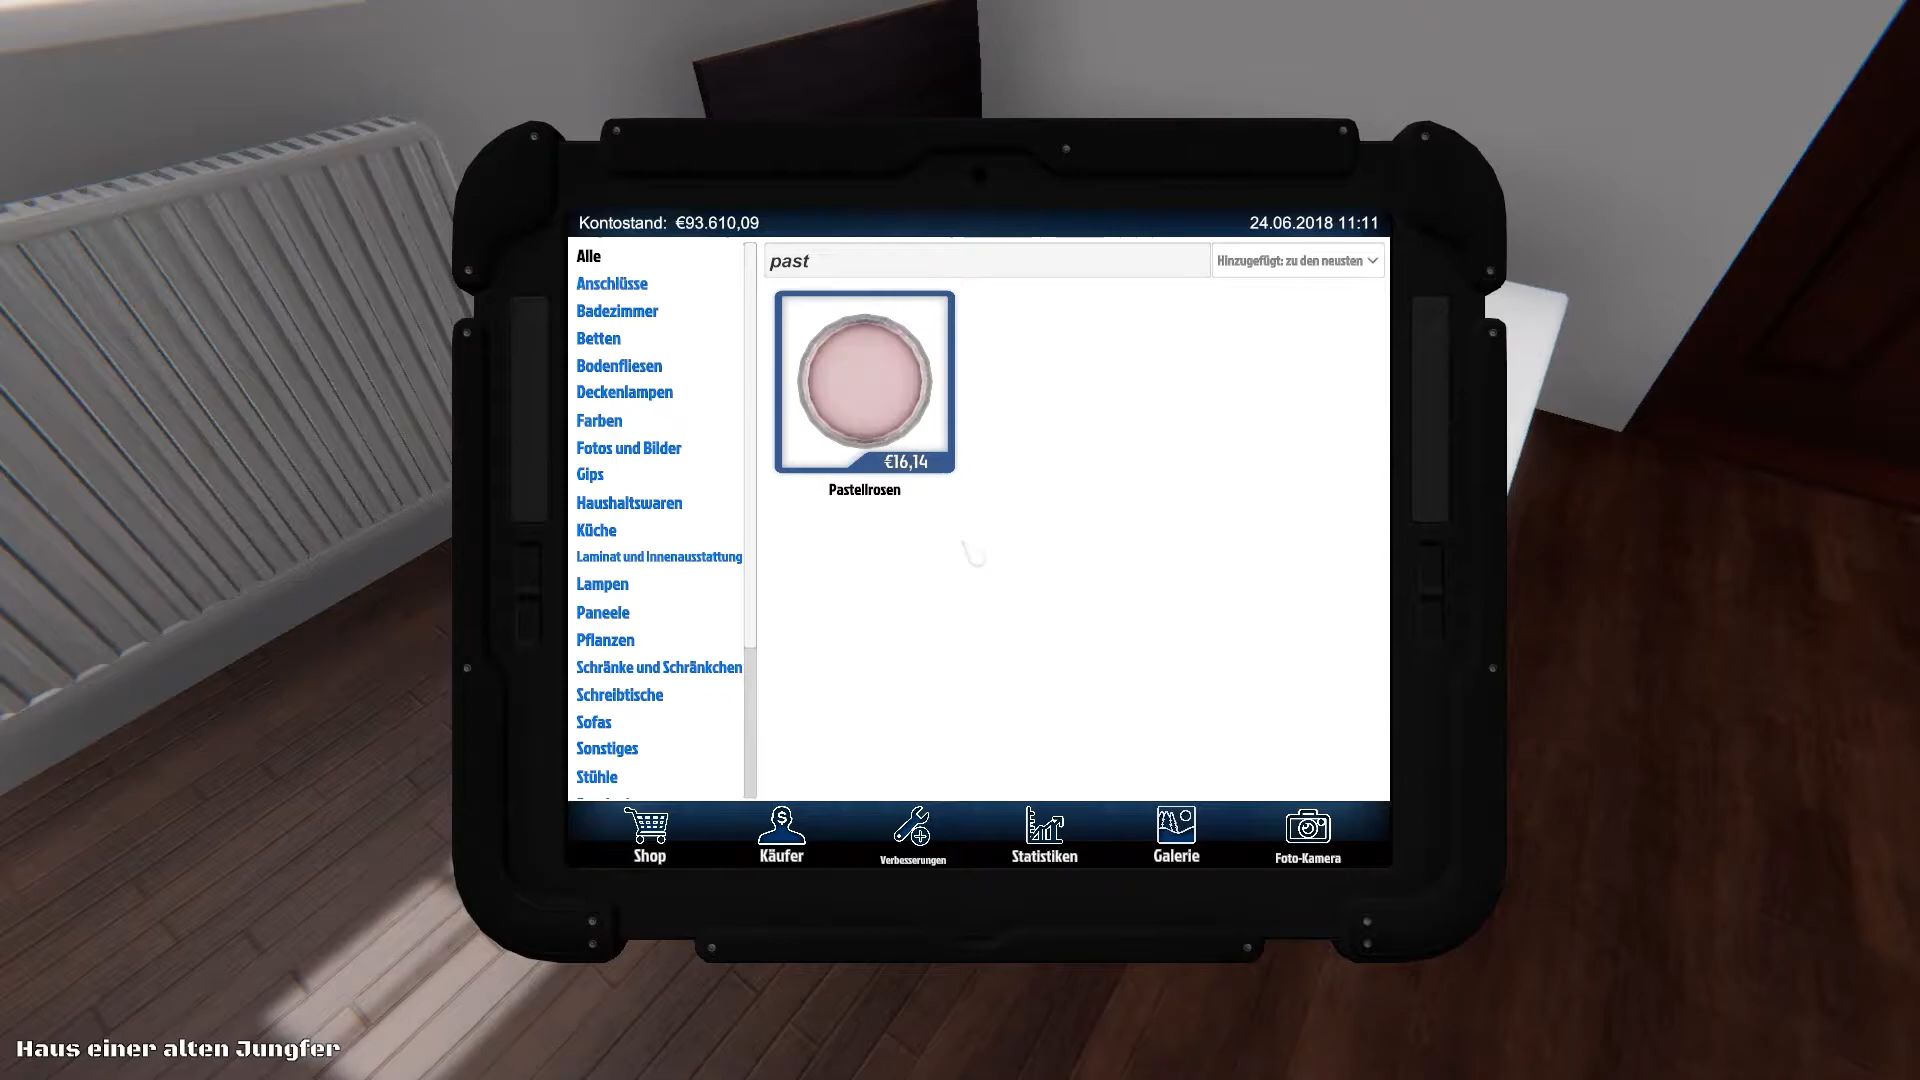 Kontostand: €93.610,09
24.06.2018 11:11
Alle
Anschlüsse
Badezimmer
Betten
Bodenfliesen
Deckenlampen
Farben
Fotos und Bilder
Gips
Haushaltswaren
Küche
Laminat und Innenausstattung
Lampen
Paneele
Pflanzen
Schränke und Schränkchen
Schreibtische
Sofas
Sonstiges
Stühle
past
Hinzugefügt: zu den neusten
€16,14
Pastellrosen
Shop
Käufer
Verbesserungen
Statistiken
Galerie
Foto-Kamera
Haus einer alten Jungfer